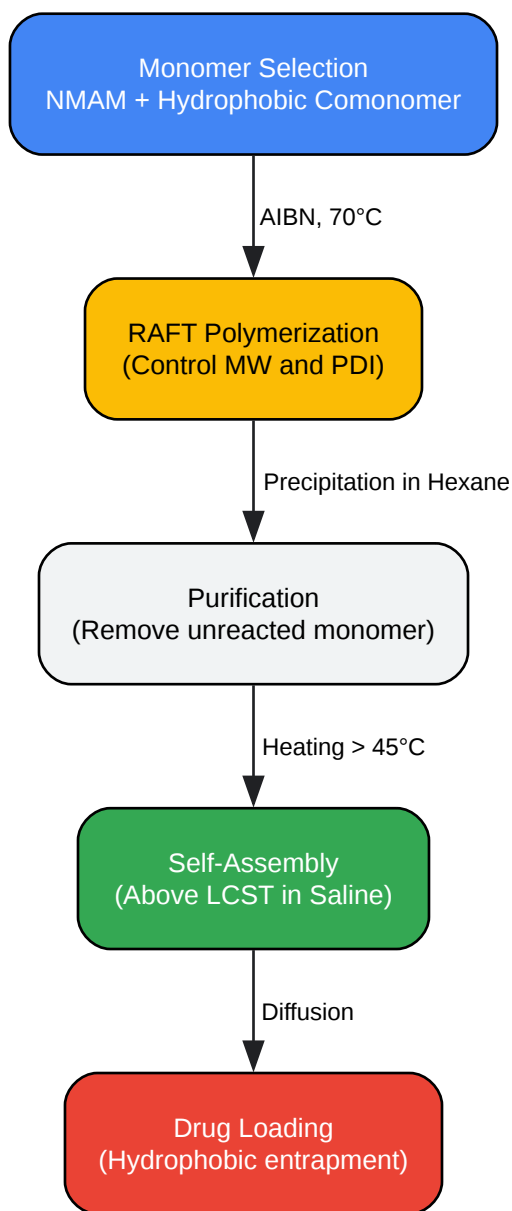 Monomer Selection
NMAM + Hydrophobic Comonomer
AIBN, 70°C
RAFT Polymerization
(Control MW and PDI)
Precipitation in Hexane
Purification
(Remove unreacted monomer)
Heating > 45°C
Self-Assembly
(Above LCST in Saline)
Diffusion
Drug Loading
(Hydrophobic entrapment)